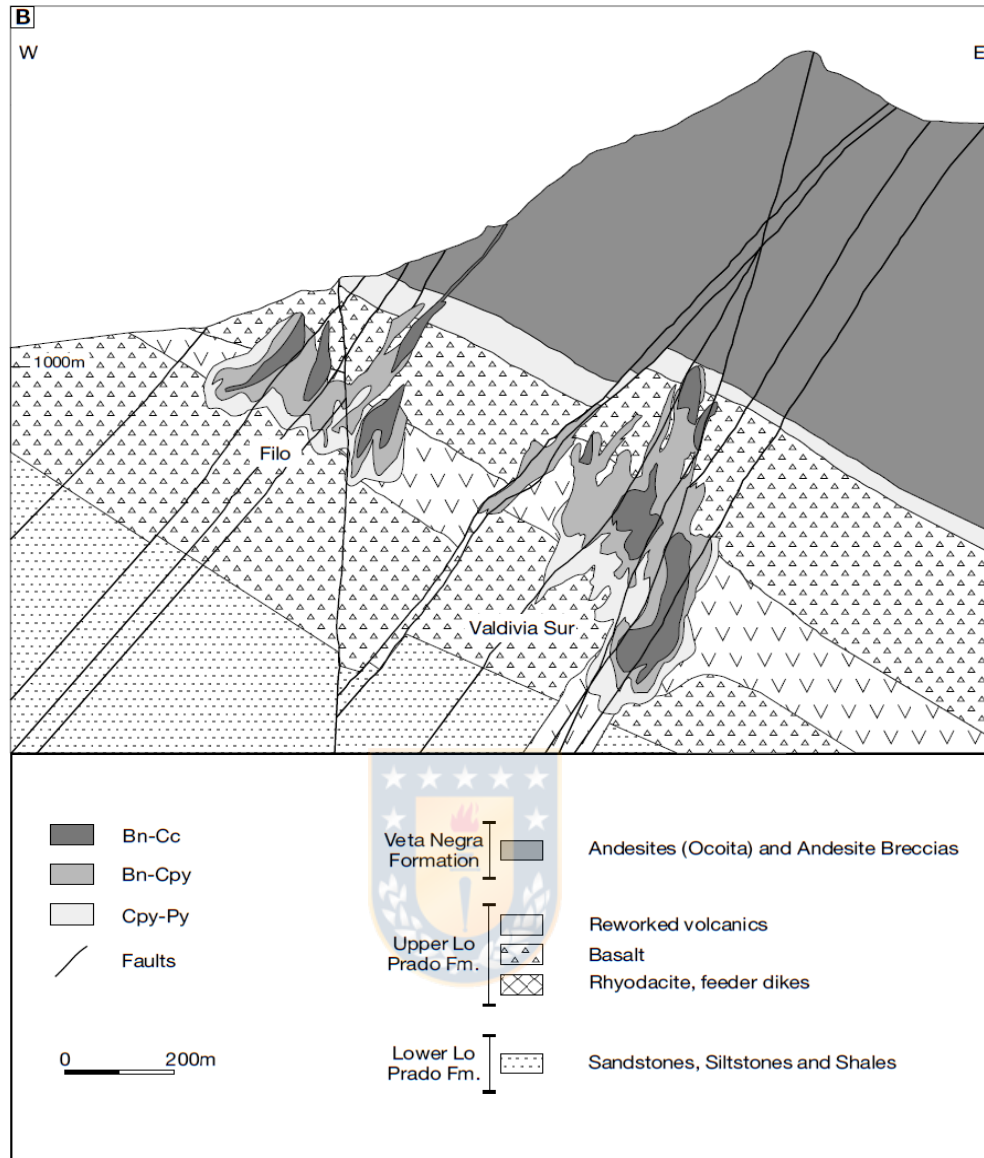 B
W
E
1000m
Filo
Valdivia Sur
Bn-Cc
Bn-Cpy
Cpy-Py
Faults
0 200m
Veta Negra
Formation
Andesites (Ocoita) and Andesite Breccias
Upper Lo
Prado Fm.
Reworked volcanics
Basalt
Rhyodacite, feeder dikes
Lower Lo
Prado Fm.
Sandstones, Siltstones and Shales